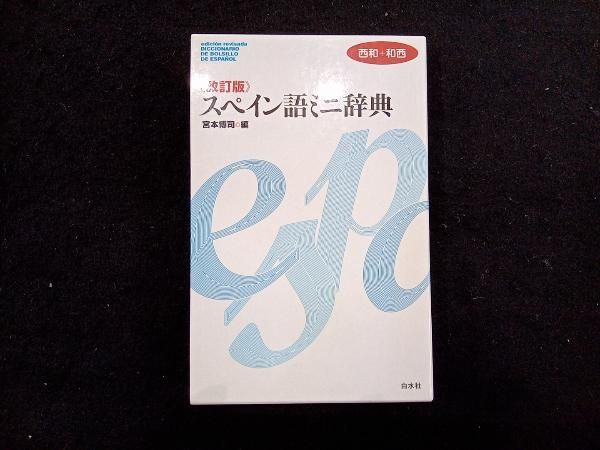 edición revisada
DICCIONARIO
DE BOLSILLO
DE ESPAÑOL
西和+和西
《改訂版》
スペイン語ミニ辞典
宮本博司○編
espa
白水社